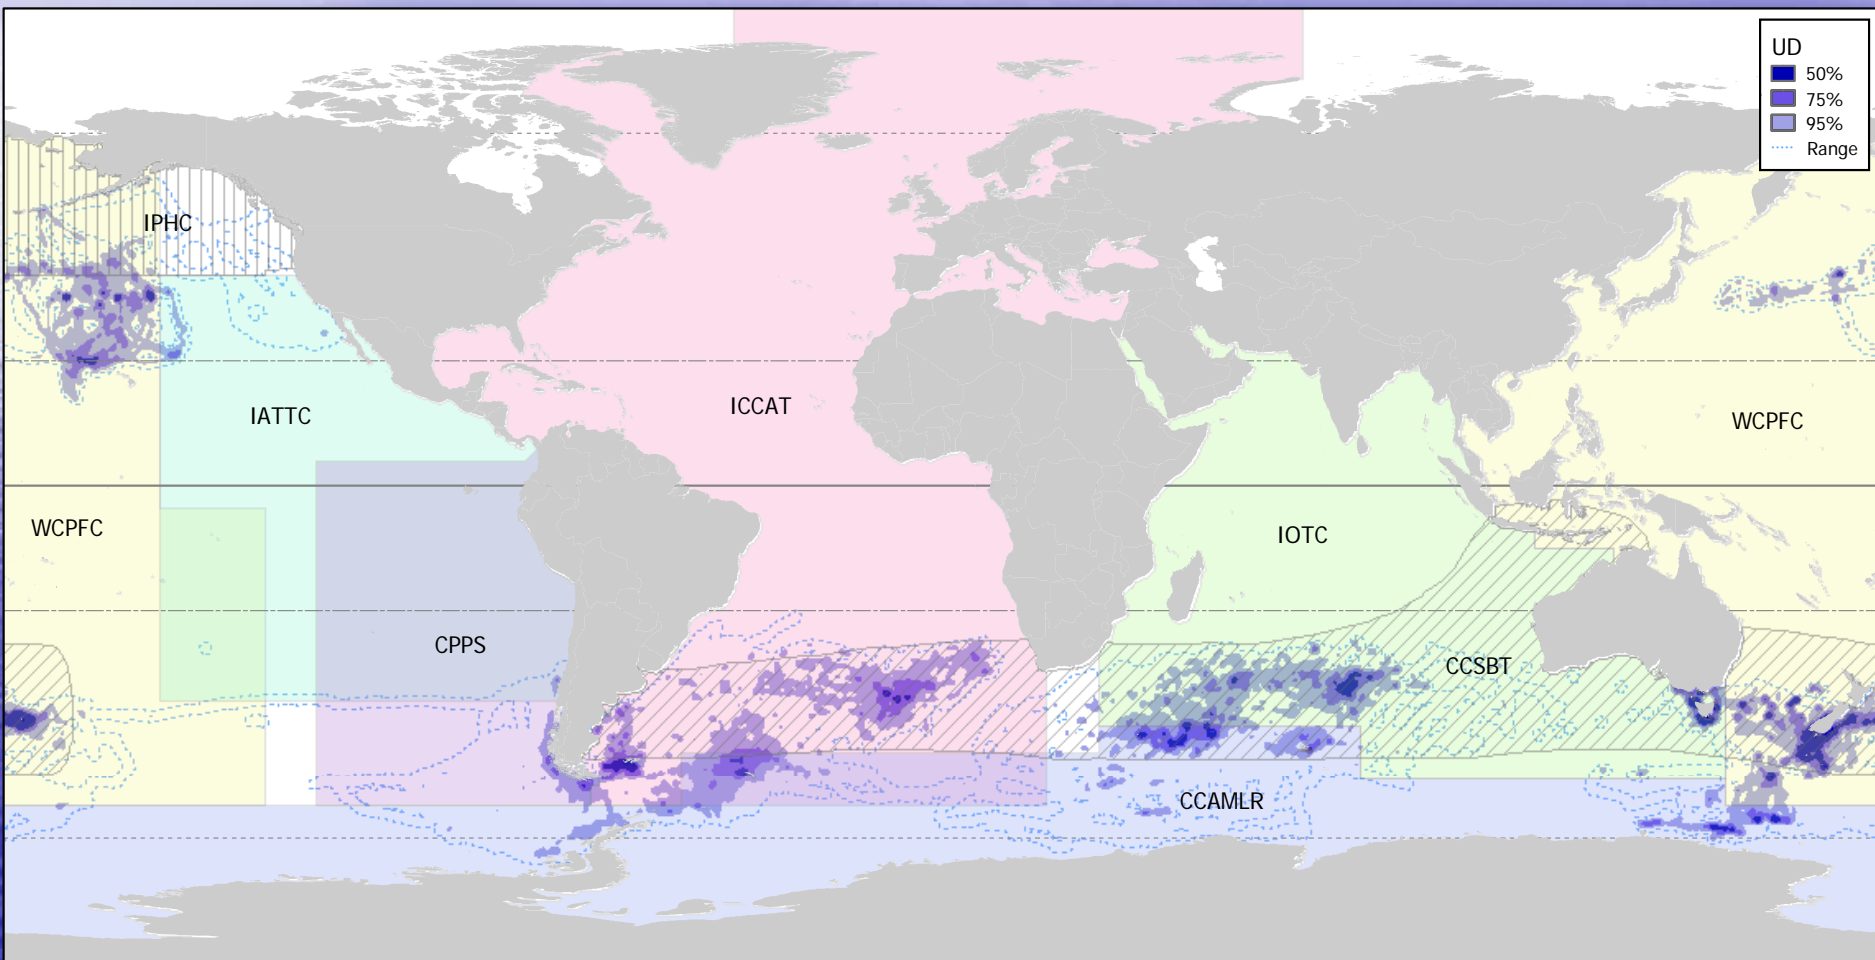 UD
50%
75%
95%
Range
IPHC
IATTC
ICCAT
WCPFC
WCPFC
IOTC
CPPS
CCSBT
CCAMLR